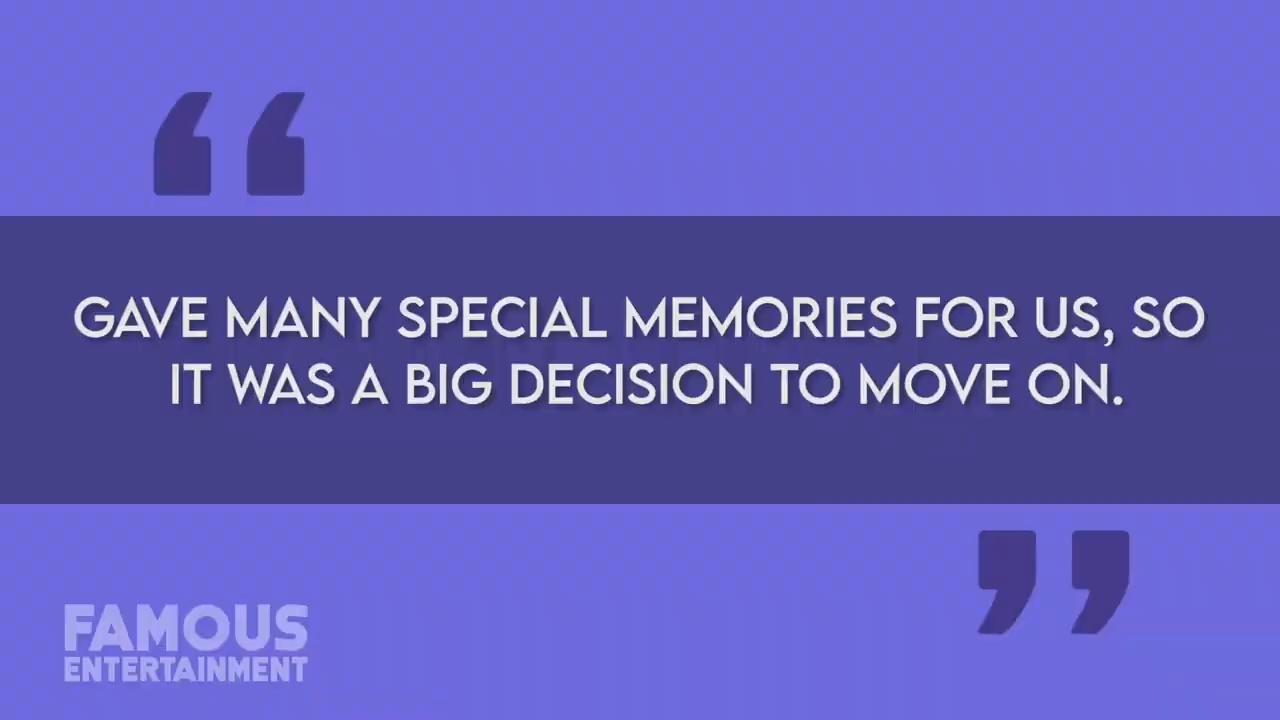 GAVE MANY SPECIAL MEMORIES FOR US, SO
IT WAS A BIG DECISION TO MOVE ON.
FAMOUS
ENTERTAINMENT